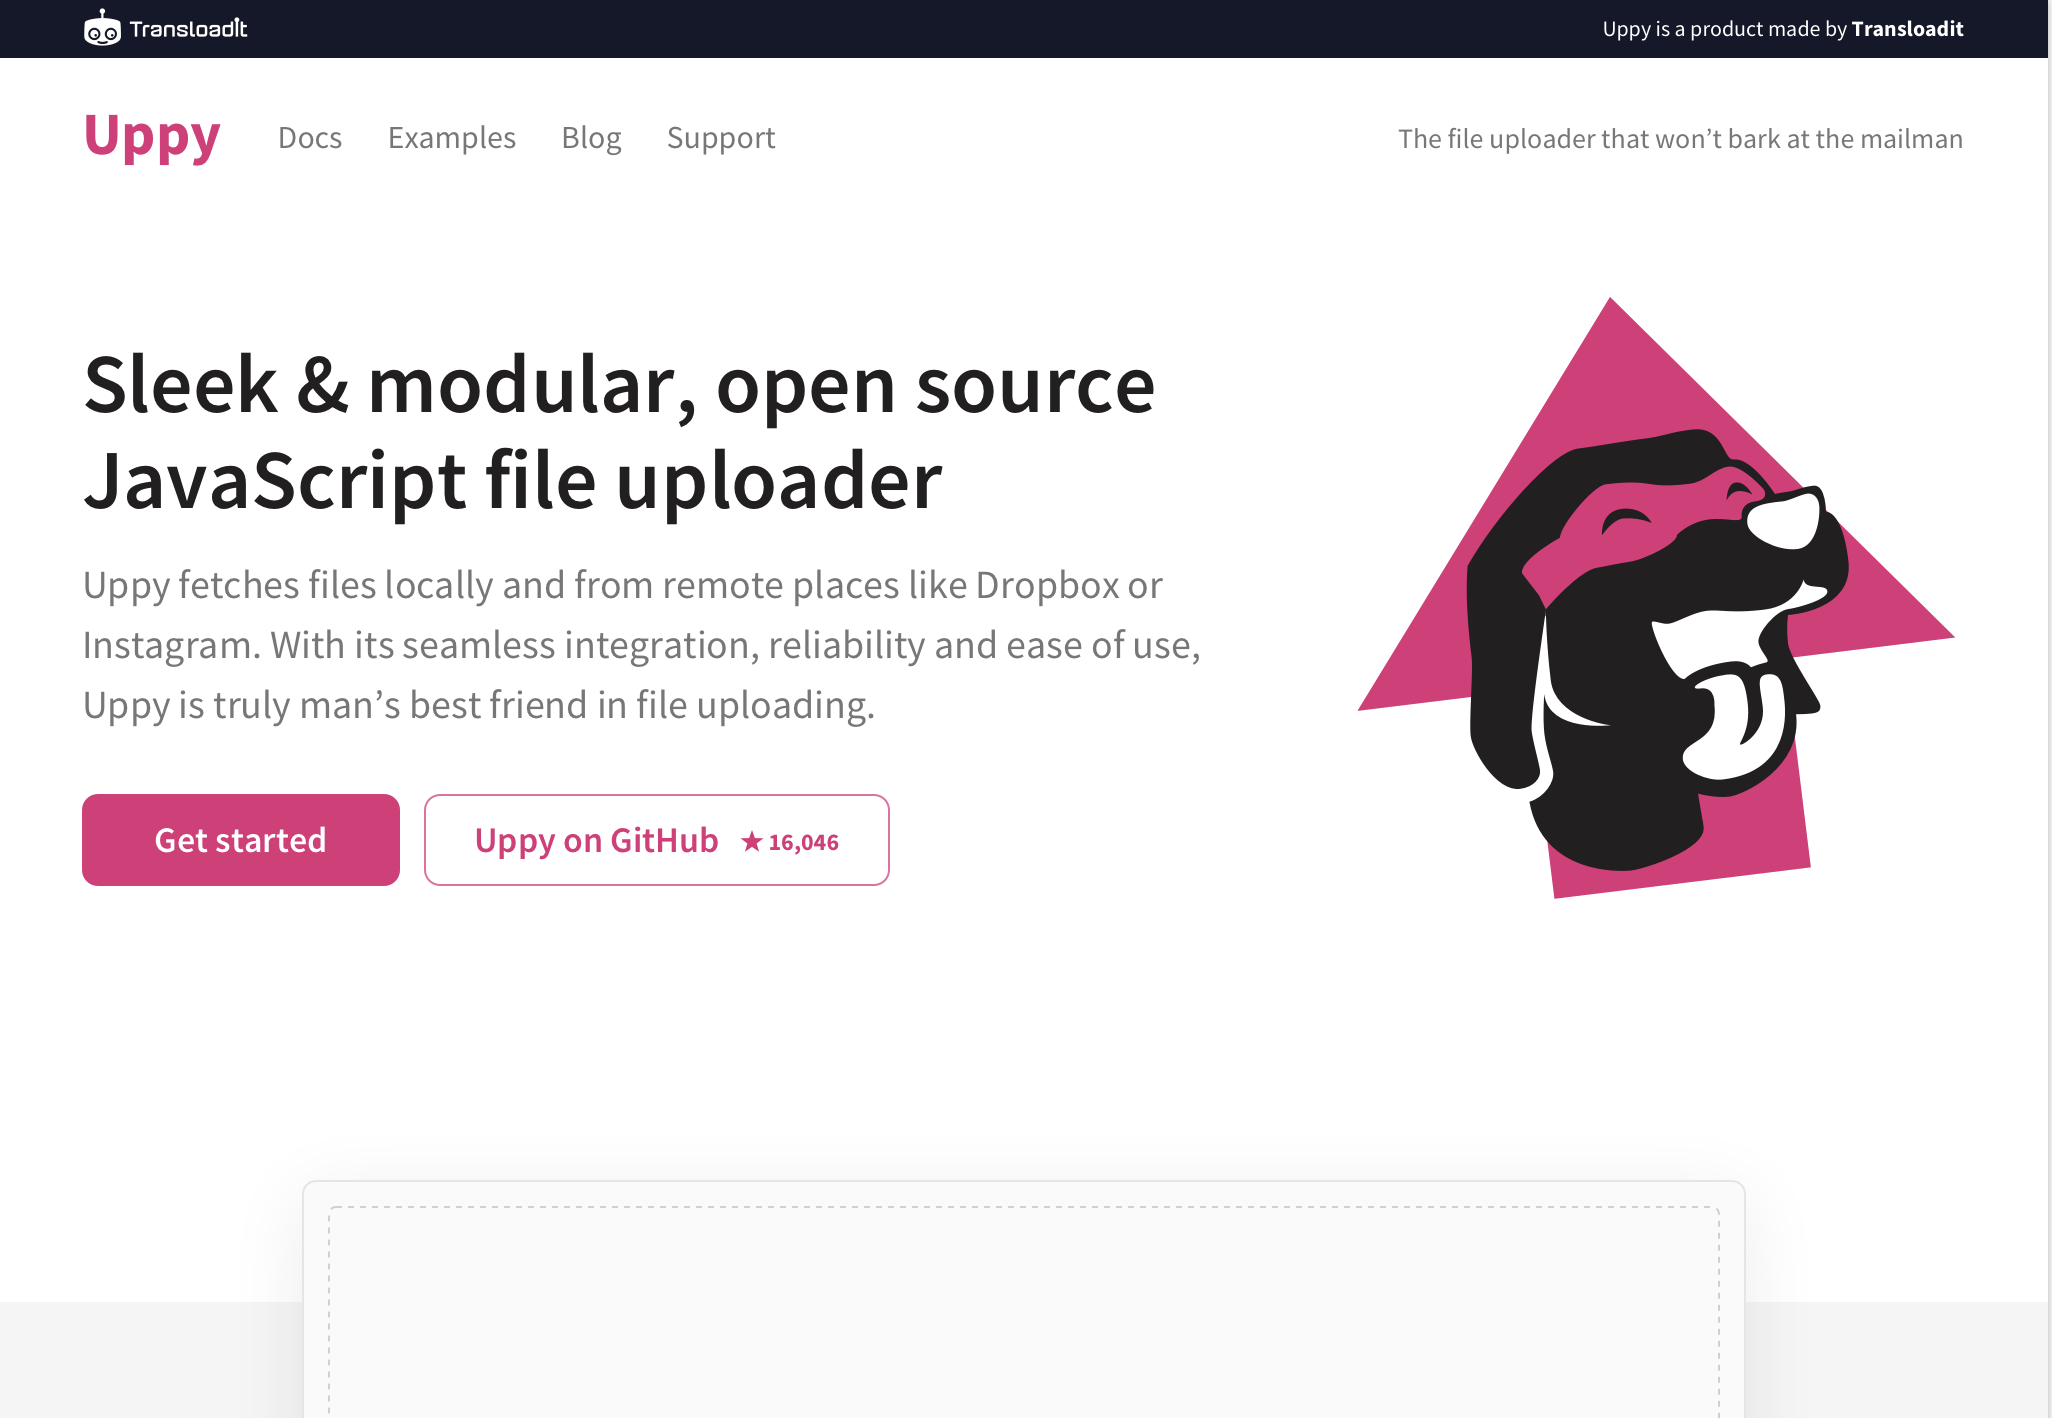 Transloadit
Uppy is a product made by Transloadit
Uppy
Docs
Examples
Blog
Support
The file uploader that won’t bark at the mailman
Sleek & modular, open source
JavaScript file uploader
Uppy fetches files locally and from remote places like Dropbox or
Instagram. With its seamless integration, reliability and ease of use,
Uppy is truly man’s best friend in file uploading.
Get started
Uppy on GitHub ★ 16,046